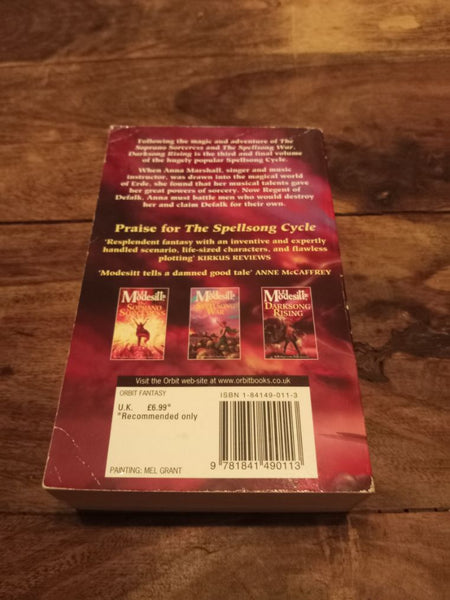 Following the magic and adventure of The
Soprano Sorceress and The Spellsong War,
Darksong Rising is the third and final volume
of the hugely popular Spellsong Cycle.
When Anna Marshall, singer and music
instructor, was drawn into the magical world
of Erde, she found that her musical talents gave
her great powers of sorcery. Now Regent of
Defalk, Anna must battle men who would destroy
her and claim Defalk for their own.
Praise for The Spellsong Cycle
'Resplendent fantasy with an inventive and expertly
handled scenario, life-sized characters, and flawless
plotting' KIRKUS REVIEWS
'Modesitt tells a damned good tale' ANNE McCAFFREY
Modesitt
SOPRANO
Modesitt
SPELLSONG
WAR
Modesitt
DARKSONG
RISING
Visit the Orbit web-site at www.orbitbooks.co.uk
ORBIT FANTASY
U.K. £6.99*
*Recommended only
ISBN 1-84149-011-3
9 781841 490113
PAINTING: MEL GRANT